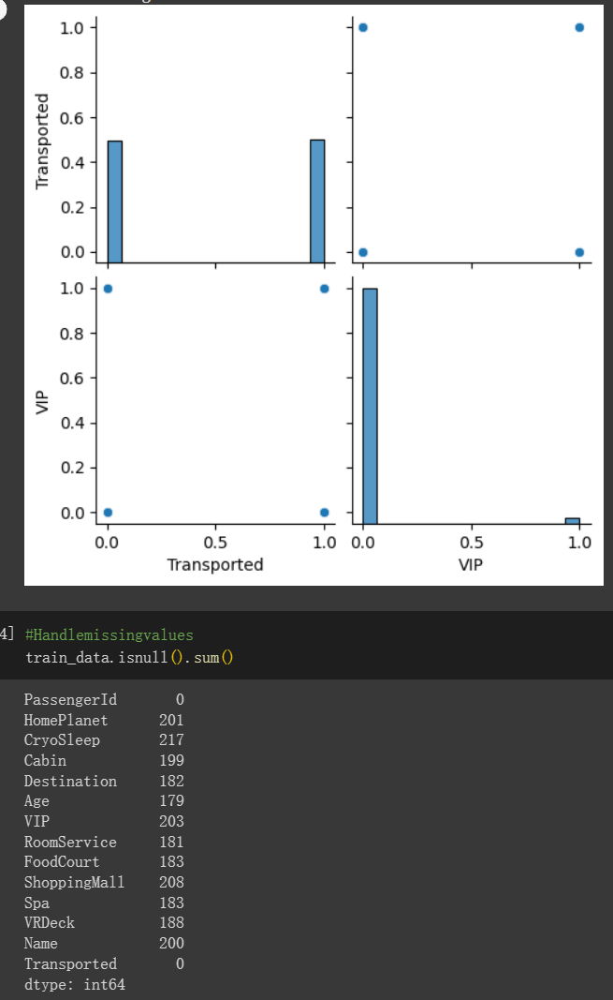 1.0
0.8
0.6
0.4
0.2
0.0
Transported
1.0
0.8
0.6
0.4
0.2
0.0
VIP
0.0 0.5 1.0 0.0 0.5 1.0
Transported VIP
4] #Handlemissingvalues
train_data.isnull().sum()
PassengerId 0
HomePlanet 201
CryoSleep 217
Cabin 199
Destination 182
Age 179
VIP 203
RoomService 181
FoodCourt 183
ShoppingMall 208
Spa 183
VRDeck 188
Name 200
Transported 0
dtype: int64